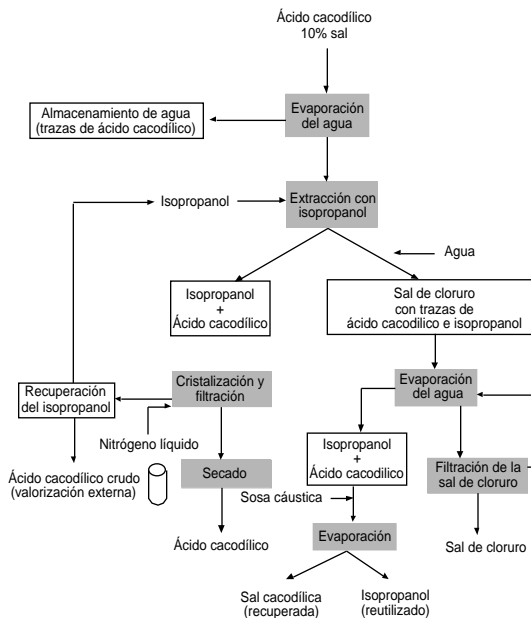 Ácido cacodílico
10% sal
Almacenamiento de agua
(trazas de ácido cacodílico)
Evaporación
del agua
Isopropanol
Extracción con
isopropanol
Agua
Isopropanol
+
Ácido cacodílico
Sal de cloruro
con trazas de
ácido cacodilico e isopropanol
Recuperación
del isopropanol
Cristalización y
filtración
Evaporación
del agua
Nitrógeno líquido
Isopropanol
+
Ácido cacodilico
Ácido cacodílico crudo
(valorización externa)
Secado
Filtración de la
sal de cloruro
Sosa cáustica
Ácido cacodílico
Evaporación
Sal de cloruro
Sal cacodílica
(recuperada)
Isopropanol
(reutilizado)